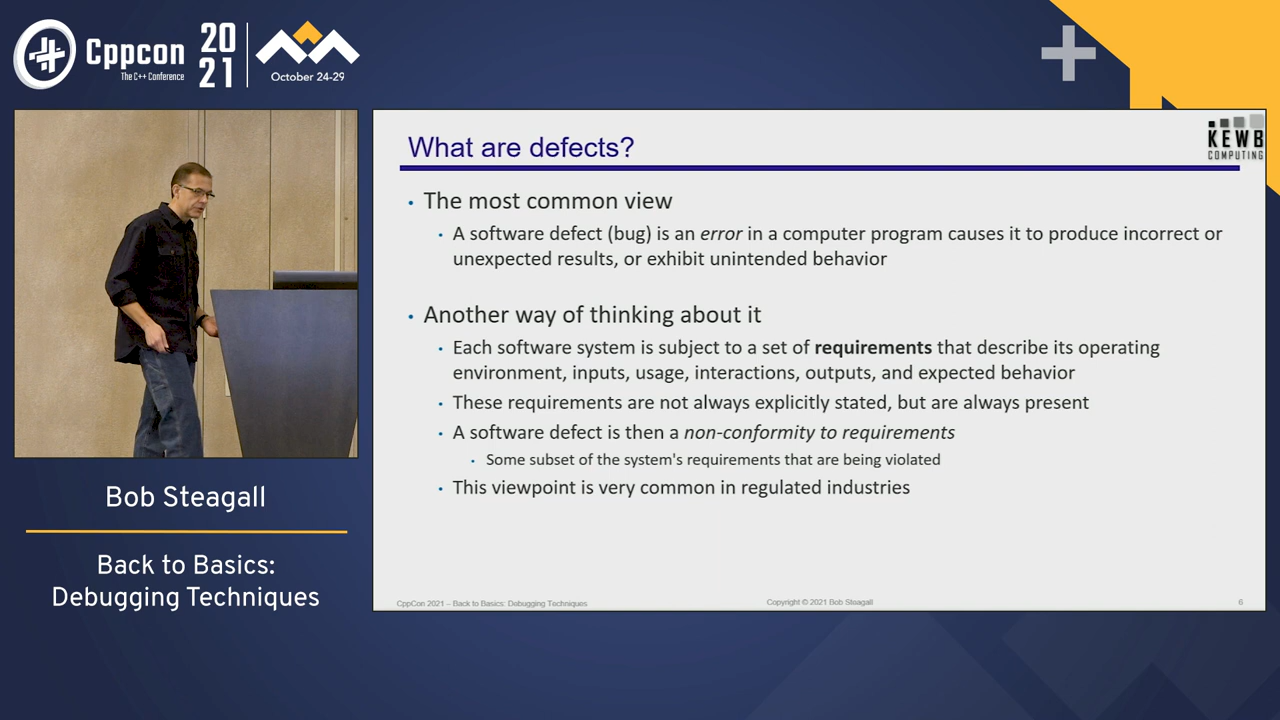 Cppcon
The C++ Conference
20
21
October 24-29
KEWB
COMPUTING
What are defects?
• The most common view
• A software defect (bug) is an error in a computer program causes it to produce incorrect or
unexpected results, or exhibit unintended behavior
• Another way of thinking about it
• Each software system is subject to a set of requirements that describe its operating
environment, inputs, usage, interactions, outputs, and expected behavior
• These requirements are not always explicitly stated, but are always present
• A software defect is then a non-conformity to requirements
• Some subset of the system's requirements that are being violated
• This viewpoint is very common in regulated industries
CppCon 2021 – Back to Basics: Debugging Techniques
Copyright © 2021 Bob Steagall
6
Bob Steagall
Back to Basics:
Debugging Techniques